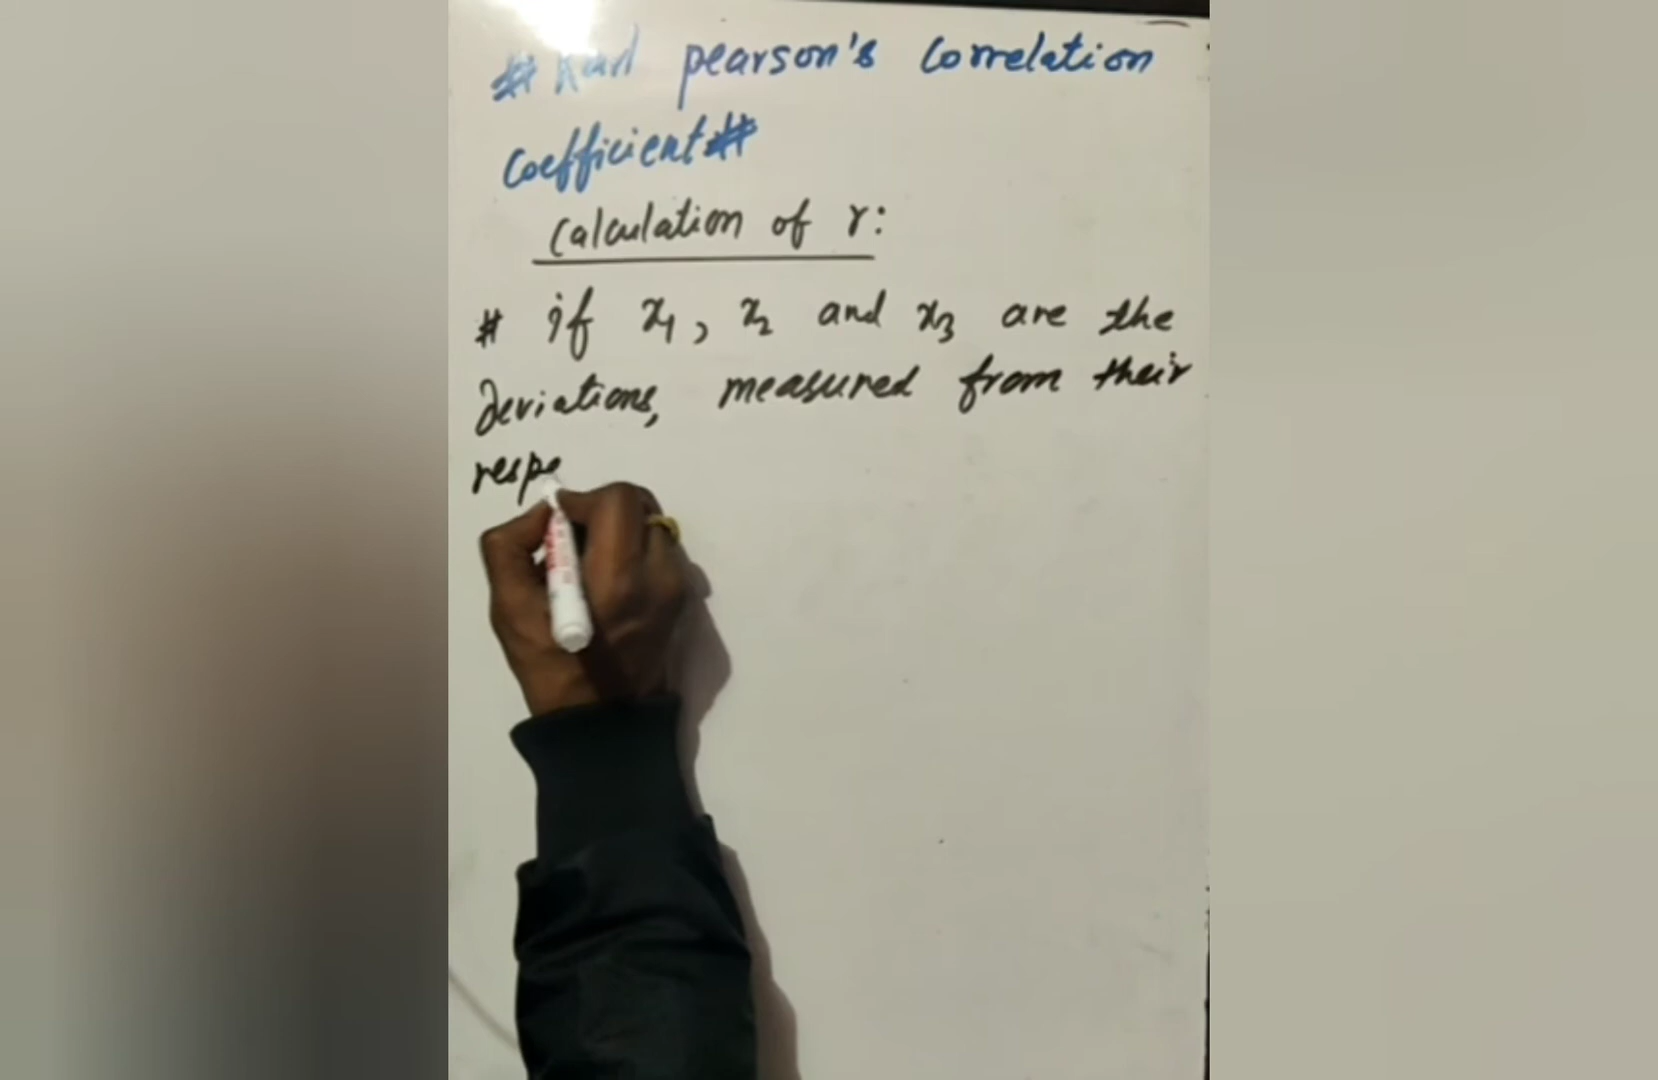 # Karl pearson's Correlation
Coefficient#
Calculation of r:
# if x₁, x₂ and x₃ are the
deviations, measured from their
respe